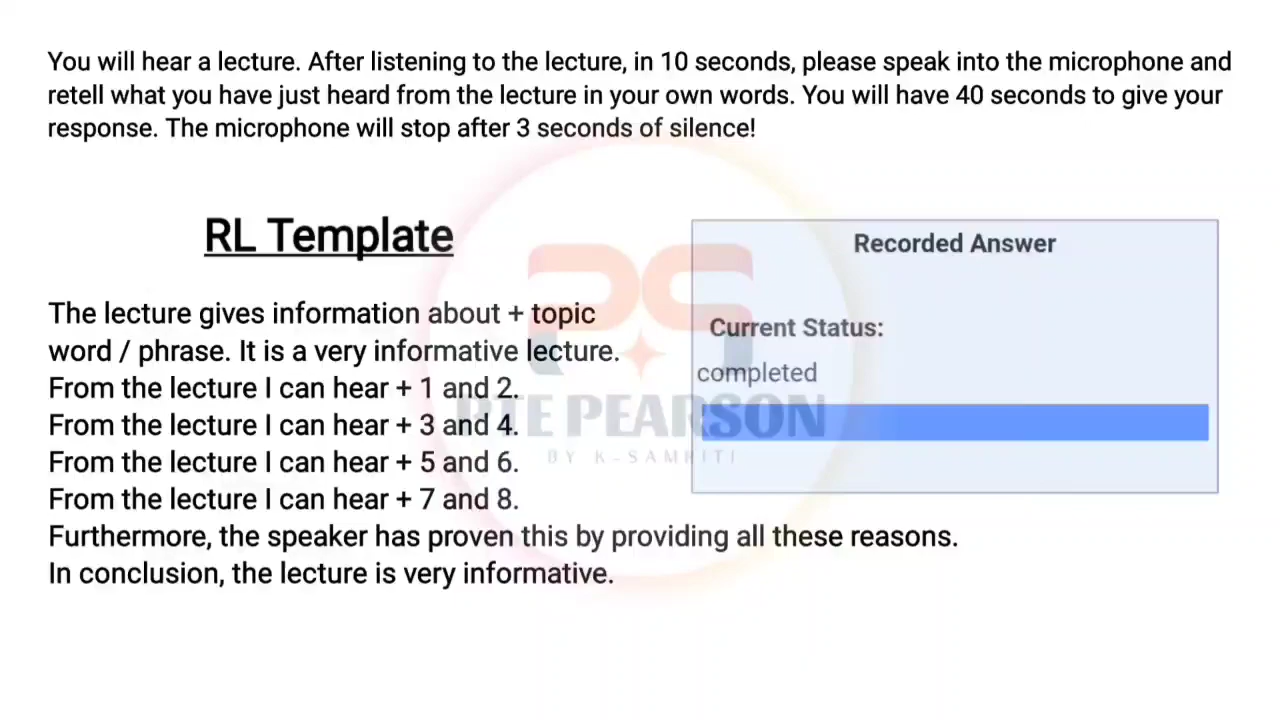 You will hear a lecture. After listening to the lecture, in 10 seconds, please speak into the microphone and
retell what you have just heard from the lecture in your own words. You will have 40 seconds to give your
response. The microphone will stop after 3 seconds of silence!
RL Template
The lecture gives information about + topic
word / phrase. It is a very informative lecture.
From the lecture I can hear + 1 and 2.
From the lecture I can hear + 3 and 4.
From the lecture I can hear + 5 and 6.
From the lecture I can hear + 7 and 8.
Furthermore, the speaker has proven this by providing all these reasons.
In conclusion, the lecture is very informative.
Recorded Answer
Current Status:
completed
PS
PTE PEARSON
BY K-SAMRITI